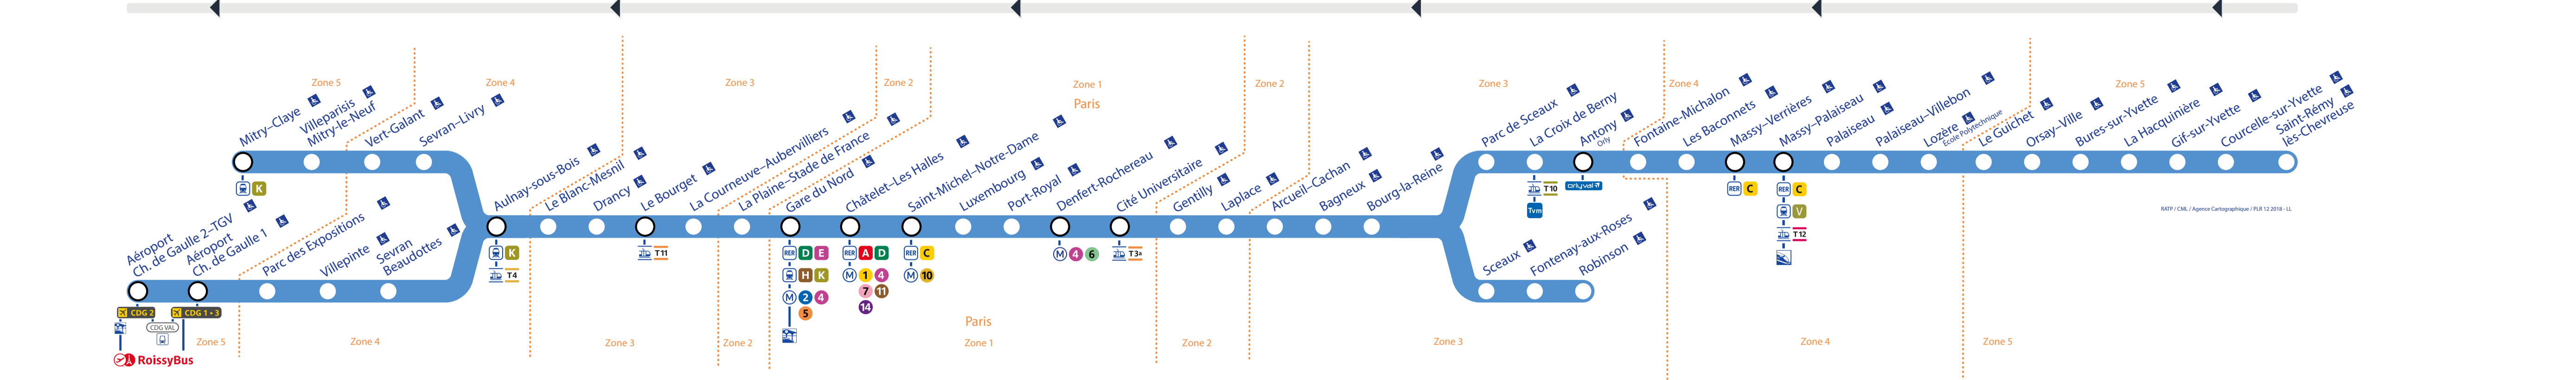 Zone 5
Zone 4
Zone 3
Zone 2
Zone 1
Paris
Zone 2
Zone 3
Zone 4
Zone 5
Mitry–Claye
Villeparisis
Mitry-le-Neuf
Vert-Galant
Sevran–Livry
K
Aéroport
Ch. de Gaulle 2–TGV
Aéroport
Ch. de Gaulle 1
Parc des Expositions
Villepinte
Sevran
Beaudottes
CDG 2
CDG 1 • 3
CDG VAL
RoissyBus
Aulnay-sous-Bois
K
T4
Le Blanc-Mesnil
Drancy
Le Bourget
T11
La Courneuve–Aubervilliers
La Plaine–Stade de France
Gare du Nord
RER D E
H K
M 2 4
5
Châtelet–Les Halles
RER A D
M 1 4
7 11
14
Saint-Michel–Notre-Dame
RER C
M 10
Luxembourg
Port-Royal
Denfert-Rochereau
M 4 6
Cité Universitaire
T3a
Gentilly
Laplace
Arcueil–Cachan
Bagneux
Bourg-la-Reine
Parc de Sceaux
La Croix de Berny
T10
Tvm
Antony
Orly
orlyval
Fontaine-Michalon
Les Baconnets
Massy–Verrières
RER C
Massy–Palaiseau
RER C
V
T12
Palaiseau
Palaiseau–Villebon
Lozère
École Polytechnique
Le Guichet
Orsay–Ville
Bures-sur-Yvette
La Hacquinière
Gif-sur-Yvette
Courcelle-sur-Yvette
Saint-Rémy
lès-Chevreuse
Sceaux
Fontenay-aux-Roses
Robinson
RATP / CML / Agence Cartographique / PLR 12 2018 - LL
Zone 5
Zone 4
Zone 3
Zone 2
Paris
Zone 1
Zone 2
Zone 3
Zone 4
Zone 5